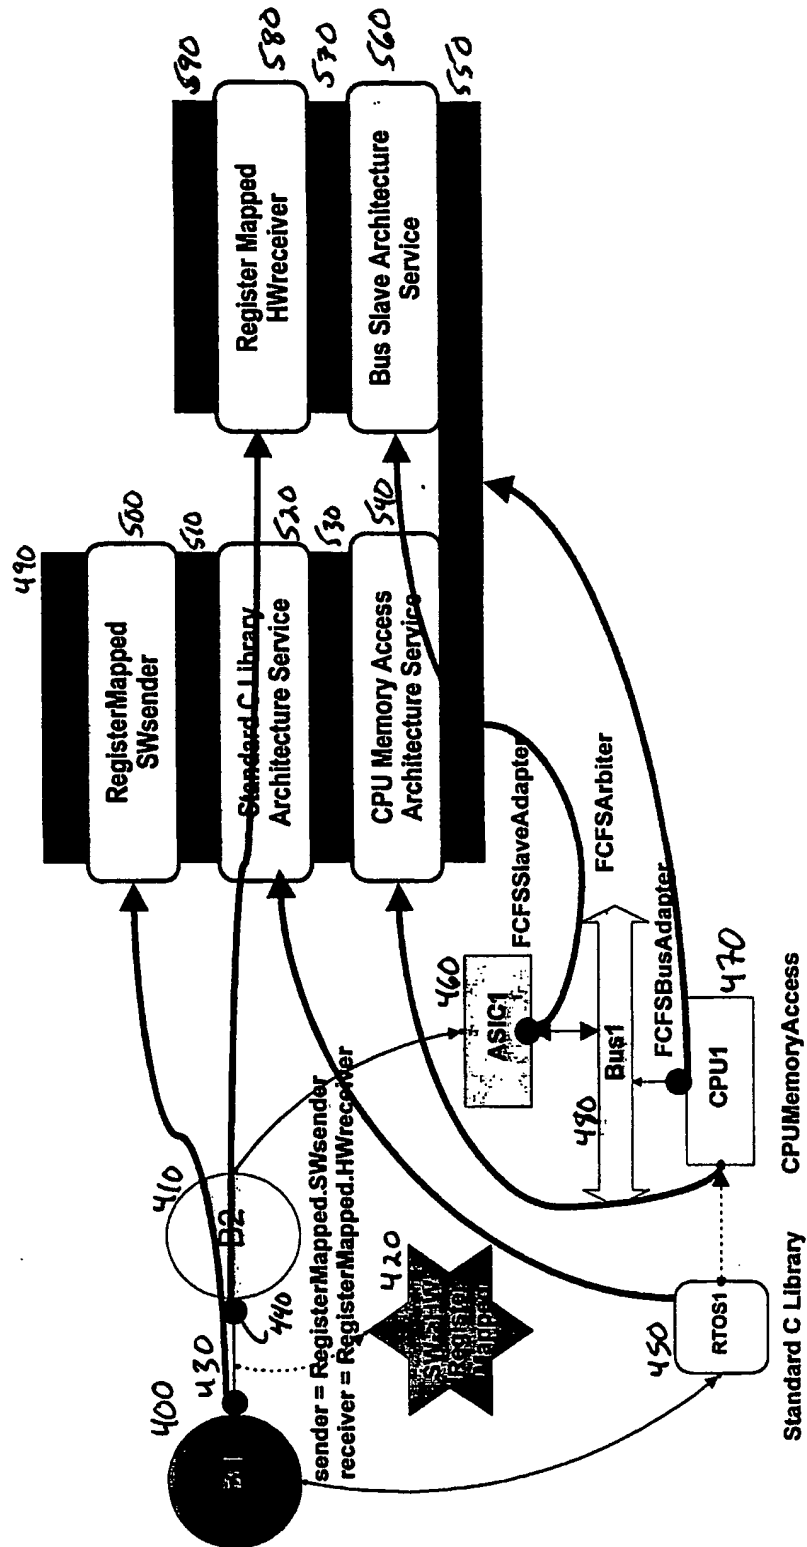 490
RegisterMapped
SWsender
500
510
Standard C Library
Architecture Service
520
530
CPU Memory Access
Architecture Service
540
590
Register Mapped
HWreceiver
580
570
Bus Slave Architecture
Service
560
550
400
430
410
B2
440
sender = RegisterMapped.SWsender
receiver = RegisterMapped.HWreceiver
420
Register
Mapped
460
ASIC1
FCFSSlaveAdapter
FCFSArbiter
480
Bus1
FCFSBusAdapter
470
CPU1
450
RTOS1
Standard C Library
CPUMemoryAccess